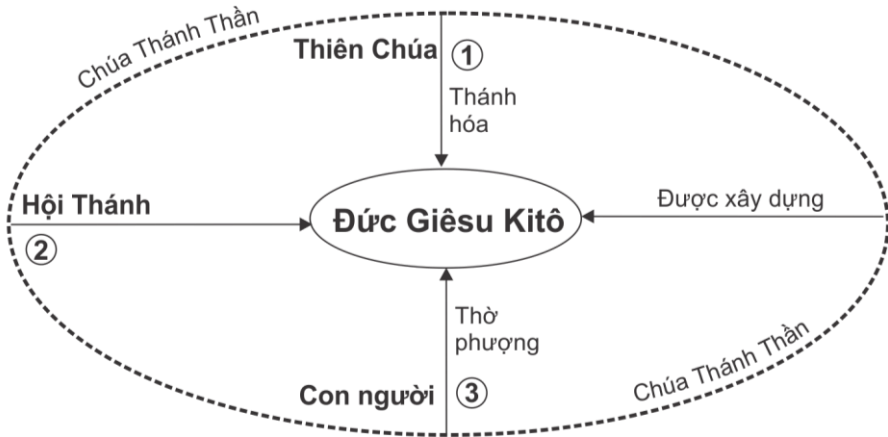 Chúa Thánh Thần
Thiên Chúa
①
Thánh
hóa
Hội Thánh
②
Đức Giêsu Kitô
Được xây dựng
Thờ
phượng
Con người
③
Chúa Thánh Thần